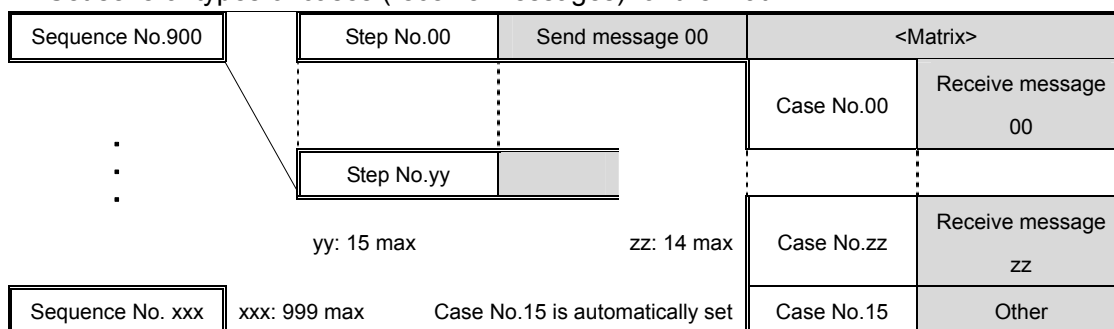 Sequence No.900 Step No.00 Send message 00 <Matrix>
Case No.00 Receive message 00
Step No.yy
yy: 15 max zz: 14 max Case No.zz Receive message zz
Sequence No. xxx xxx: 999 max Case No.15 is automatically set Case No.15 Other